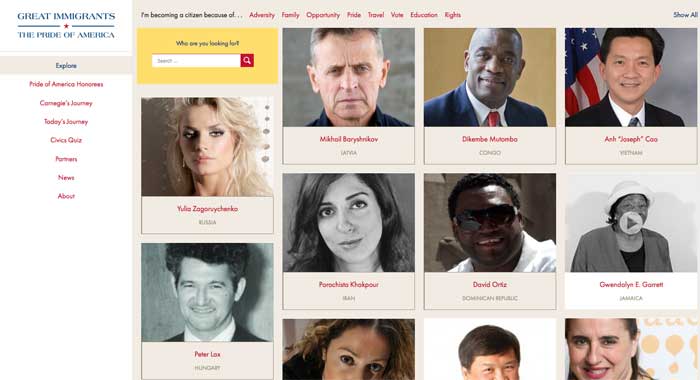 GREAT IMMIGRANTS
THE PRIDE OF AMERICA
Explore
Pride of America Honorees
Carnegie's Journey
Today's Journey
Civics Quiz
Partners
News
About
I'm becoming a citizen because of. . . Adversity Family Opportunity Pride Travel Vote Education Rights Show All
Who are you looking for?
Search ...
Mikhail Baryshnikov
LATVIA
Dikembe Mutombo
CONGO
Anh "Joseph" Cao
VIETNAM
Yulia Zagoruychenko
RUSSIA
Porochista Khakpour
IRAN
David Ortiz
DOMINICAN REPUBLIC
Gwendolyn E. Garrett
JAMAICA
Peter Lax
HUNGARY